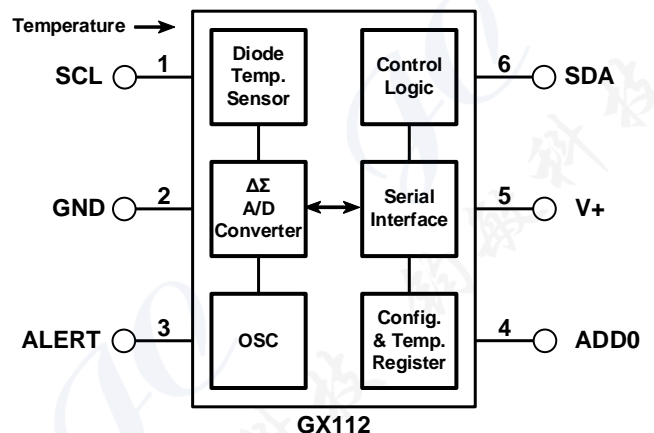 Temperature
SCL
1
Diode
Temp.
Sensor
Control
Logic
6
SDA
GND
2
ΔΣ
A/D
Converter
Serial
Interface
5
V+
ALERT
3
OSC
Config.
& Temp.
Register
4
ADD0
GX112